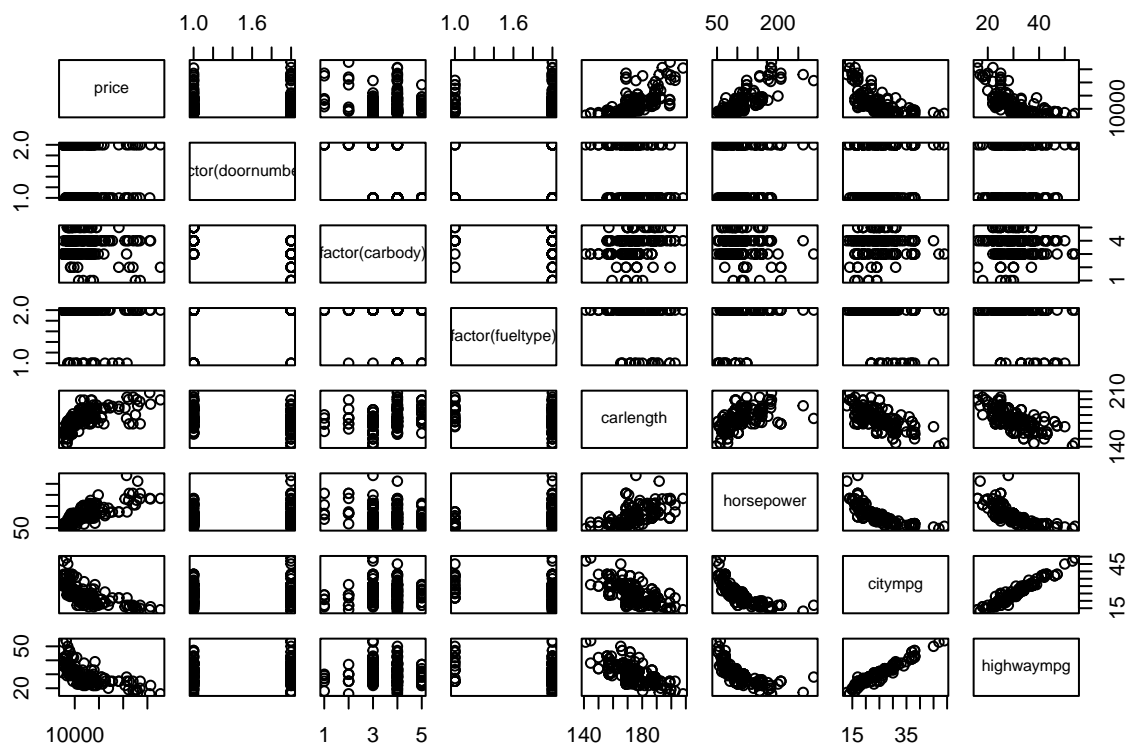 1.0 1.6
1.0 1.6
50 200
20 40
price
10000
1.0 2.0
ctor(doornumbe
factor(carbody)
1 4
1.0 2.0
factor(fueltype)
carlength
140 210
50
horsepower
citympg
15 45
20 50
highwaympg
10000
1 3 5
140 180
15 35